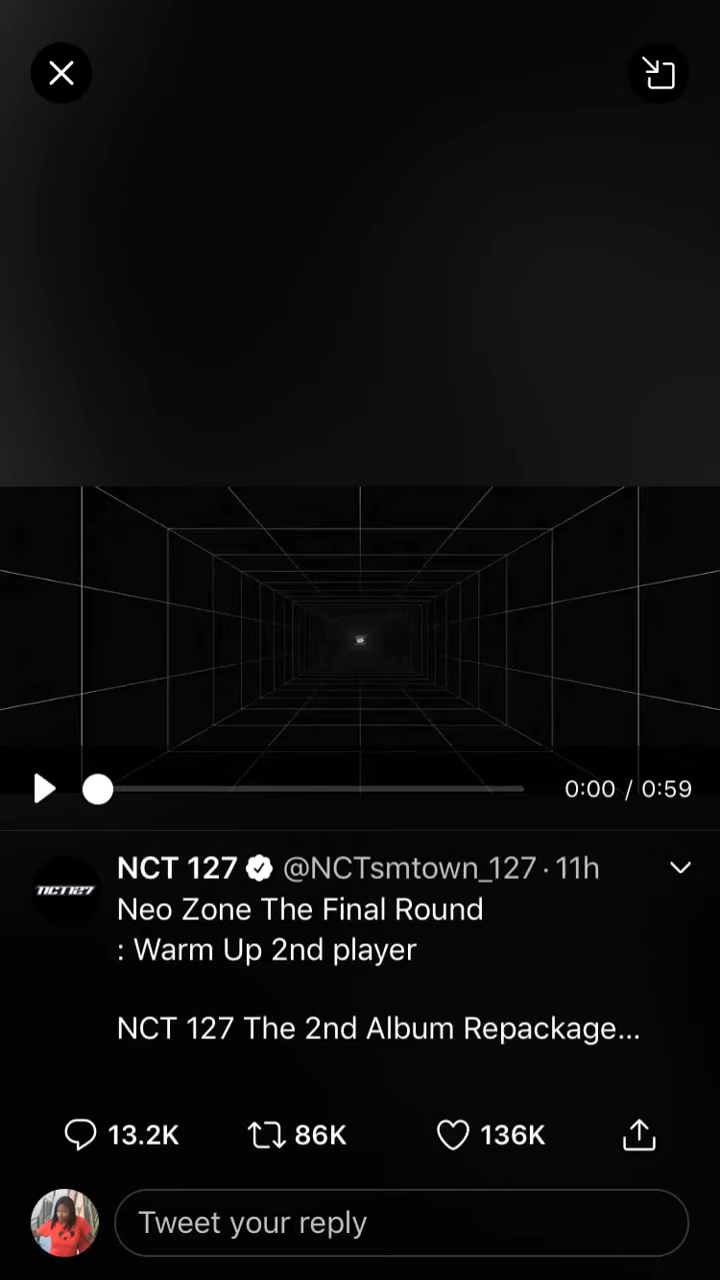 0:00 / 0:59
NCT 127 @NCTsmtown_127 · 11h
NCT127
Neo Zone The Final Round
: Warm Up 2nd player
NCT 127 The 2nd Album Repackage...
13.2K 86K 136K
Tweet your reply